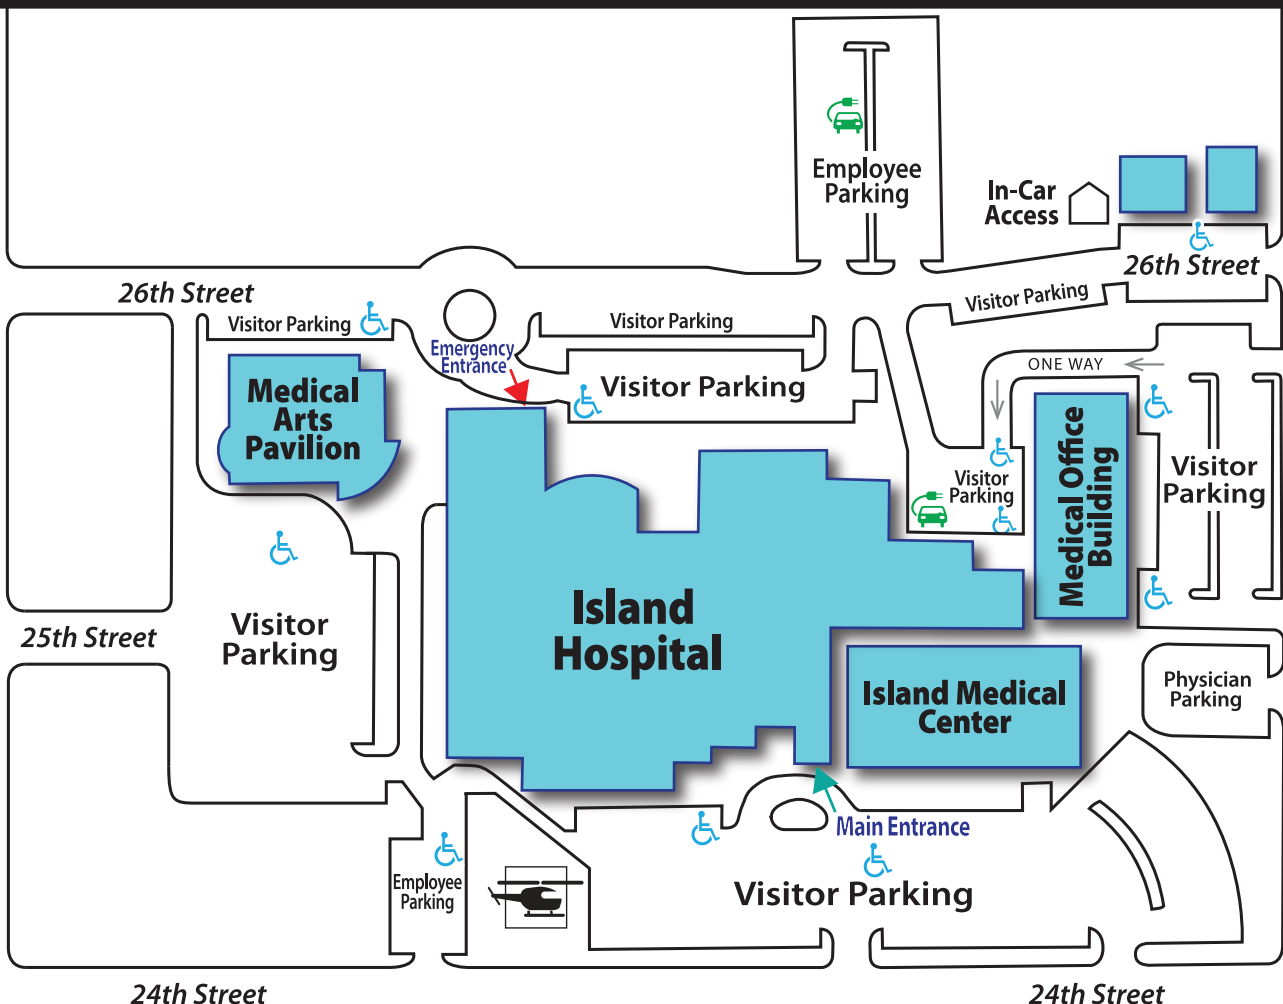 Employee
Parking
In-Car
Access
26th Street
26th Street
Visitor Parking
Visitor Parking
Visitor Parking
Emergency
Entrance
ONE WAY
Visitor Parking
Medical
Arts
Pavilion
Visitor
Parking
Medical Office
Building
Visitor
Parking
Island
Hospital
25th Street
Visitor
Parking
Island Medical
Center
Physician
Parking
Main Entrance
Employee
Parking
Visitor Parking
24th Street
24th Street